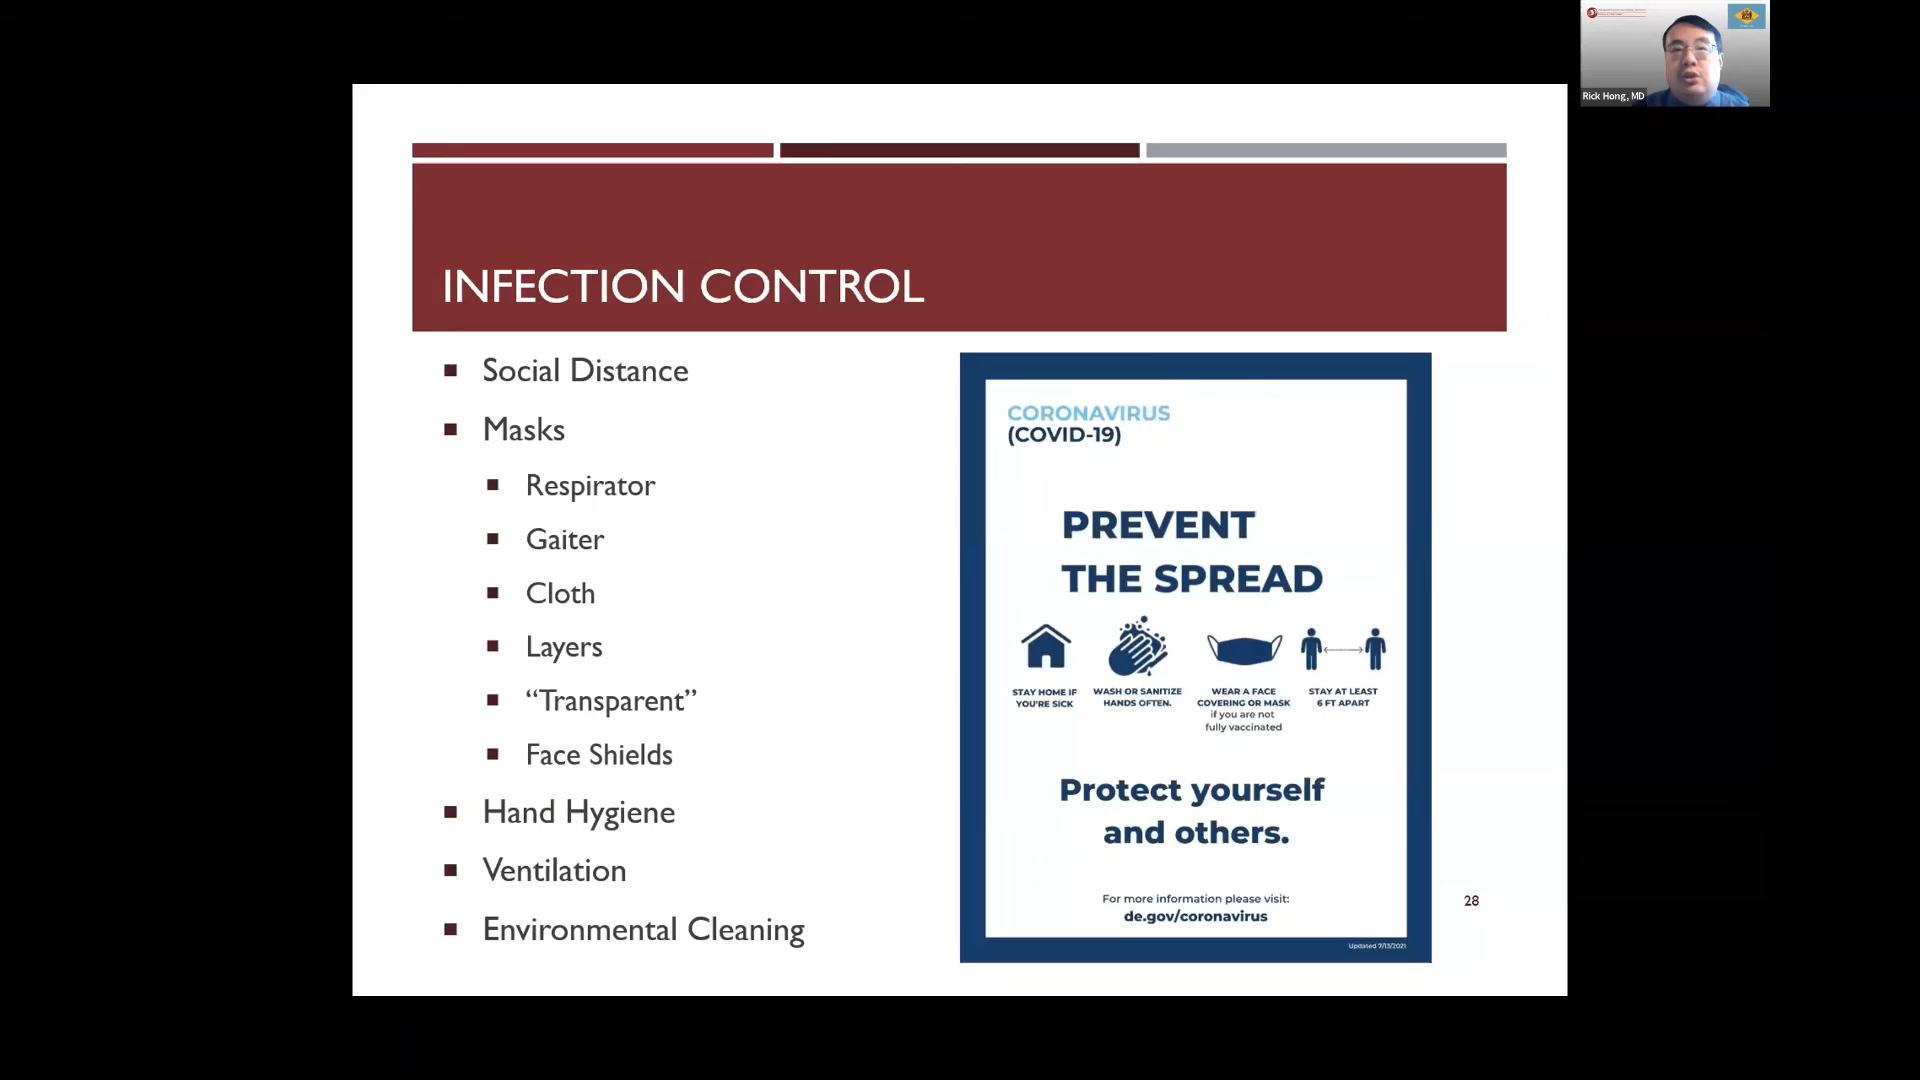 Rick Hong, MD
INFECTION CONTROL
Social Distance
Masks
Respirator
Gaiter
Cloth
Layers
“Transparent”
Face Shields
Hand Hygiene
Ventilation
Environmental Cleaning
CORONAVIRUS
(COVID-19)
PREVENT
THE SPREAD
STAY HOME IF
YOU'RE SICK
WASH OR SANITIZE
HANDS OFTEN.
WEAR A FACE
COVERING OR MASK
if you are not
fully vaccinated
STAY AT LEAST
6 FT APART
Protect yourself
and others.
For more information please visit:
de.gov/coronavirus
Updated 7/13/2021
28